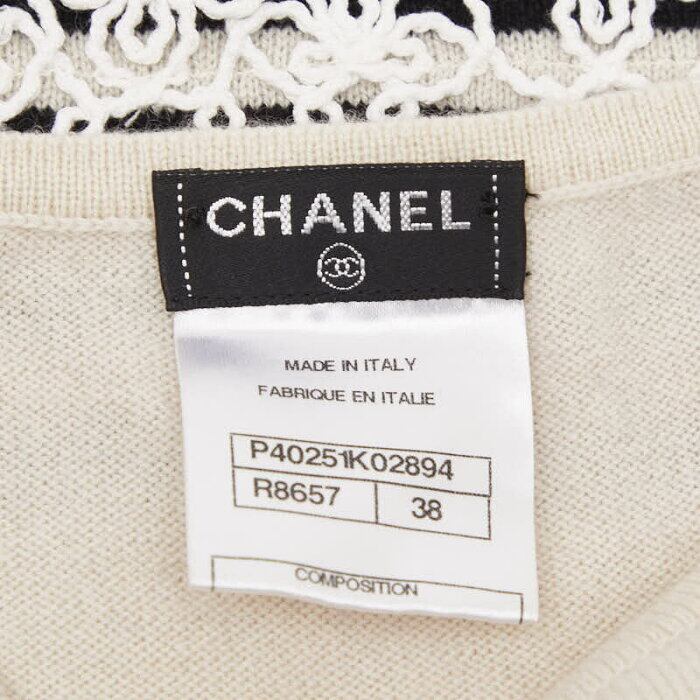 CHANEL
MADE IN ITALY
FABRIQUE EN ITALIE
P40251K02894
R8657 38
COMPOSITION